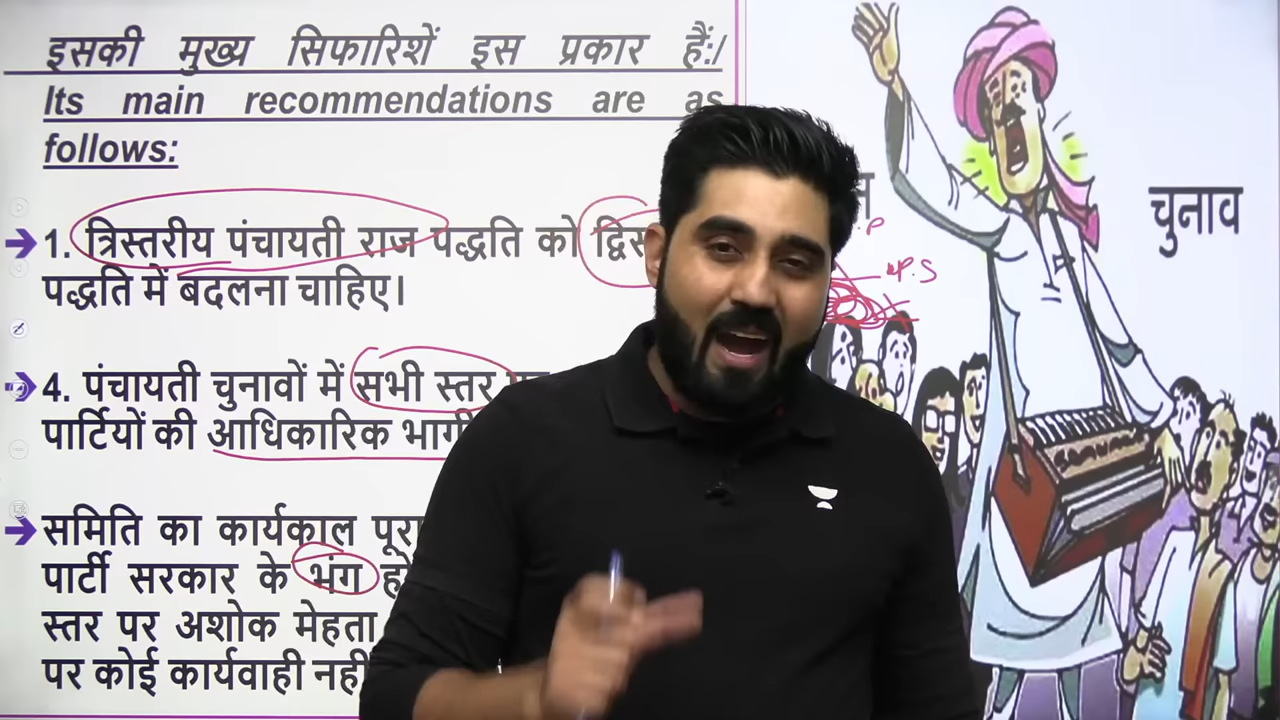 इसकी मुख्य सिफारिशें इस प्रकार हैं:/
Its main recommendations are as
follows:
1. त्रिस्तरीय पंचायती राज पद्धति को
पद्धति में बदलना चाहिए।
4. पंचायती चुनावों में सभी स्तर
पार्टियों की आधिकारिक
समिति का कार्यकाल
पार्टी सरकार के भंग
स्तर पर अशोक मेहता
पर कोई कार्यवाही नहीं
चुनाव
P.S